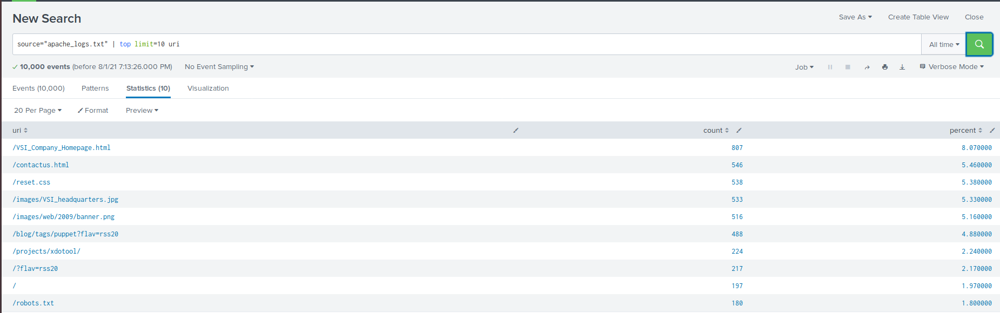 New Search
Save As Create Table View Close
source="apache_logs.txt" | top limit=10 uri
All time
10,000 events (before 8/1/21 7:13:26.000 PM) No Event Sampling
Job Verbose Mode
Events (10,000) Patterns Statistics (10) Visualization
20 Per Page Format Preview
uri count percent
/VSI_Company_Homepage.html 807 8.070000
/contactus.html 546 5.460000
/reset.css 538 5.380000
/images/VSI_headquarters.jpg 533 5.330000
/images/web/2009/banner.png 516 5.160000
/blog/tags/puppet?flav=rss20 488 4.880000
/projects/xdotool/ 224 2.240000
/?flav=rss20 217 2.170000
/ 197 1.970000
/robots.txt 180 1.800000